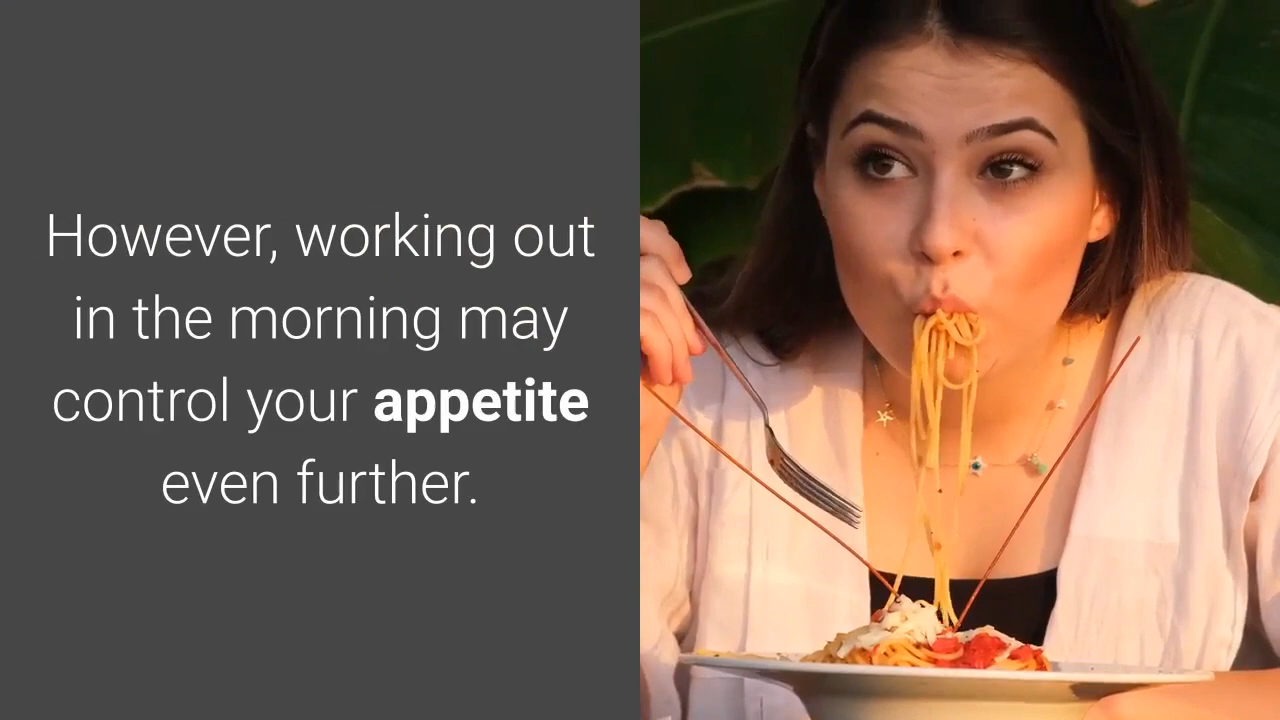 However, working out
in the morning may
control your appetite
even further.